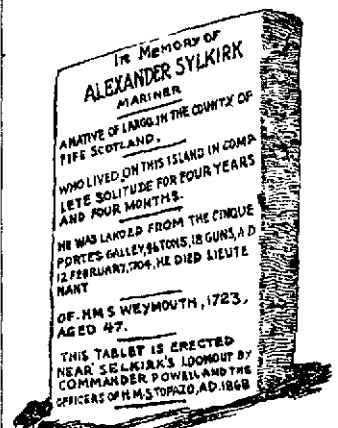 IN MEMORY OF
ALEXANDER SYLKIRK
MARINER
A NATIVE OF LARGO, IN THE COUNTY OF
FIFE SCOTLAND.
WHO LIVED ON THIS ISLAND IN COMP
LETE SOLITUDE FOR FOUR YEARS
AND FOUR MONTHS.
HE WAS LANDED FROM THE CINQUE
PORTES GALLEY, 96 TONS, 18 GUNS, A D
12 FEBRUARY, 1704, HE DIED LIEUTE
NANT
OF. H M S WEYMOUTH, 1723,
AGED 47.
THIS TABLET IS ERECTED
NEAR SELKIRK'S LOOKOUT BY
COMMANDER POWELL AND THE
OFFICERS OF H.M.S TOPAZO, AD. 1868